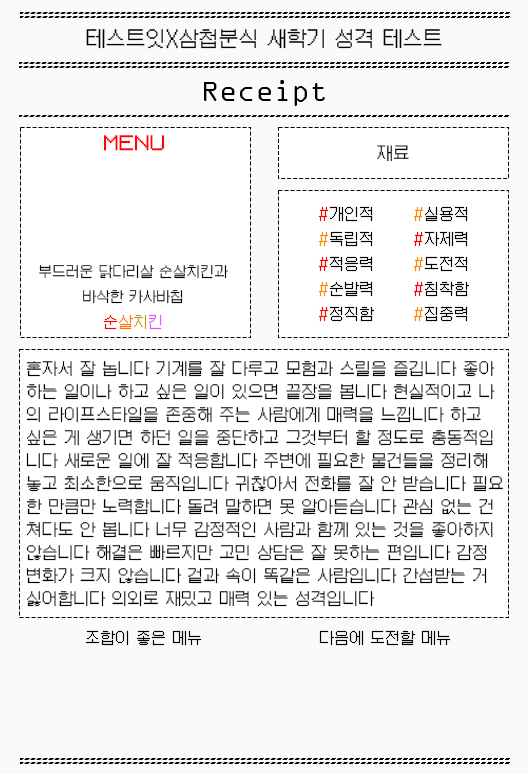 테스트잇X삼첩분식 새학기 성격 테스트
Receipt
MENU
부드러운 닭다리살 순살치킨과
바삭한 카사바칩
순살치킨
재료
#개인적 #실용적
#독립적 #자제력
#적응력 #도전적
#순발력 #침착함
#정직함 #집중력
혼자서 잘 놉니다 기계를 잘 다루고 모험과 스릴을 즐깁니다 좋아
하는 일이나 하고 싶은 일이 있으면 끝장을 봅니다 현실적이고 나
의 라이프스타일을 존중해 주는 사람에게 매력을 느낍니다 하고
싶은 게 생기면 하던 일을 중단하고 그것부터 할 정도로 충동적입
니다 새로운 일에 잘 적응합니다 주변에 필요한 물건들을 정리해
놓고 최소한으로 움직입니다 귀찮아서 전화를 잘 안 받습니다 필요
한 만큼만 노력합니다 돌려 말하면 못 알아듣습니다 관심 없는 건
쳐다도 안 봅니다 너무 감정적인 사람과 함께 있는 것을 좋아하지
않습니다 해결은 빠르지만 고민 상담은 잘 못하는 편입니다 감정
변화가 크지 않습니다 겉과 속이 똑같은 사람입니다 간섭받는 거
싫어합니다 의외로 재밌고 매력 있는 성격입니다
조합이 좋은 메뉴
다음에 도전할 메뉴